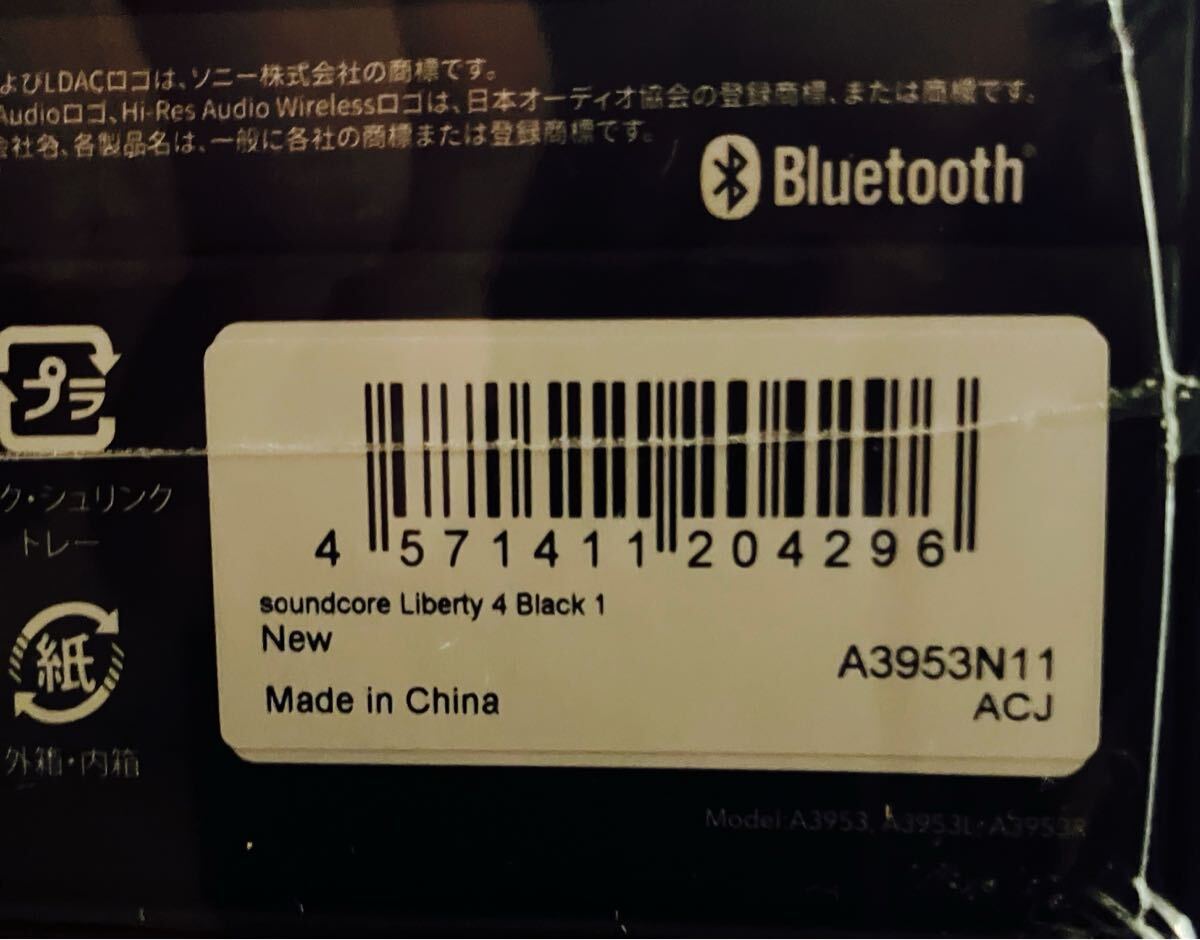 よびLDACロゴは、ソニー株式会社の商標です。
Audioロゴ、Hi-Res Audio Wirelessロゴは、日本オーディオ協会の登録商標、または商標です。
会社名、各製品名は、一般に各社の商標または登録商標です。
Bluetooth
プラ
ク・シュリンク
トレー
4 571411 204296
soundcore Liberty 4 Black 1
New
A3953N11
Made in China
ACJ
紙
外箱・内箱
Model:A3953, A3953L・A3953R